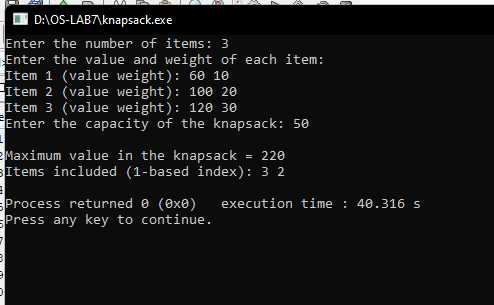 D:\OS-LAB7\knapsack.exe
Enter the number of items: 3
Enter the value and weight of each item:
Item 1 (value weight): 60 10
Item 2 (value weight): 100 20
Item 3 (value weight): 120 30
Enter the capacity of the knapsack: 50
Maximum value in the knapsack = 220
Items included (1-based index): 3 2
Process returned 0 (0x0)   execution time : 40.316 s
Press any key to continue.